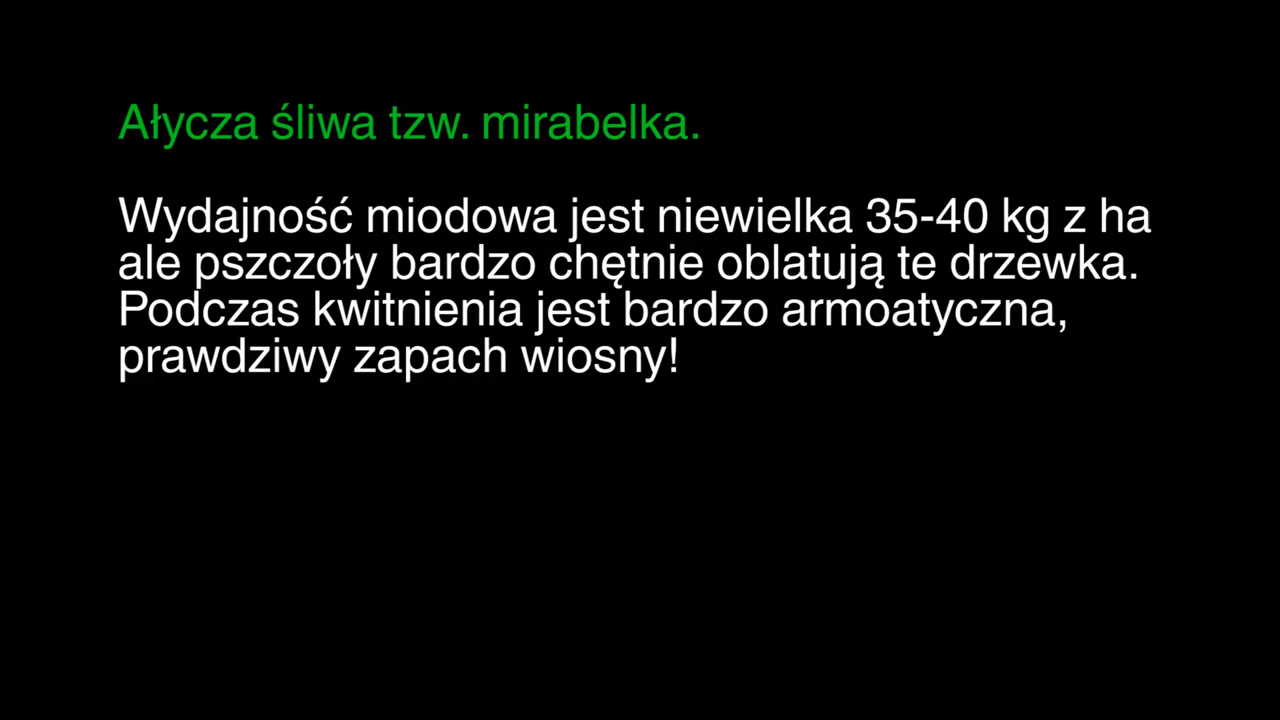 Ałycza śliwa tzw. mirabelka.
Wydajność miodowa jest niewielka 35-40 kg z ha
ale pszczoły bardzo chętnie oblatują te drzewka.
Podczas kwitnienia jest bardzo armoatyczna,
prawdziwy zapach wiosny!